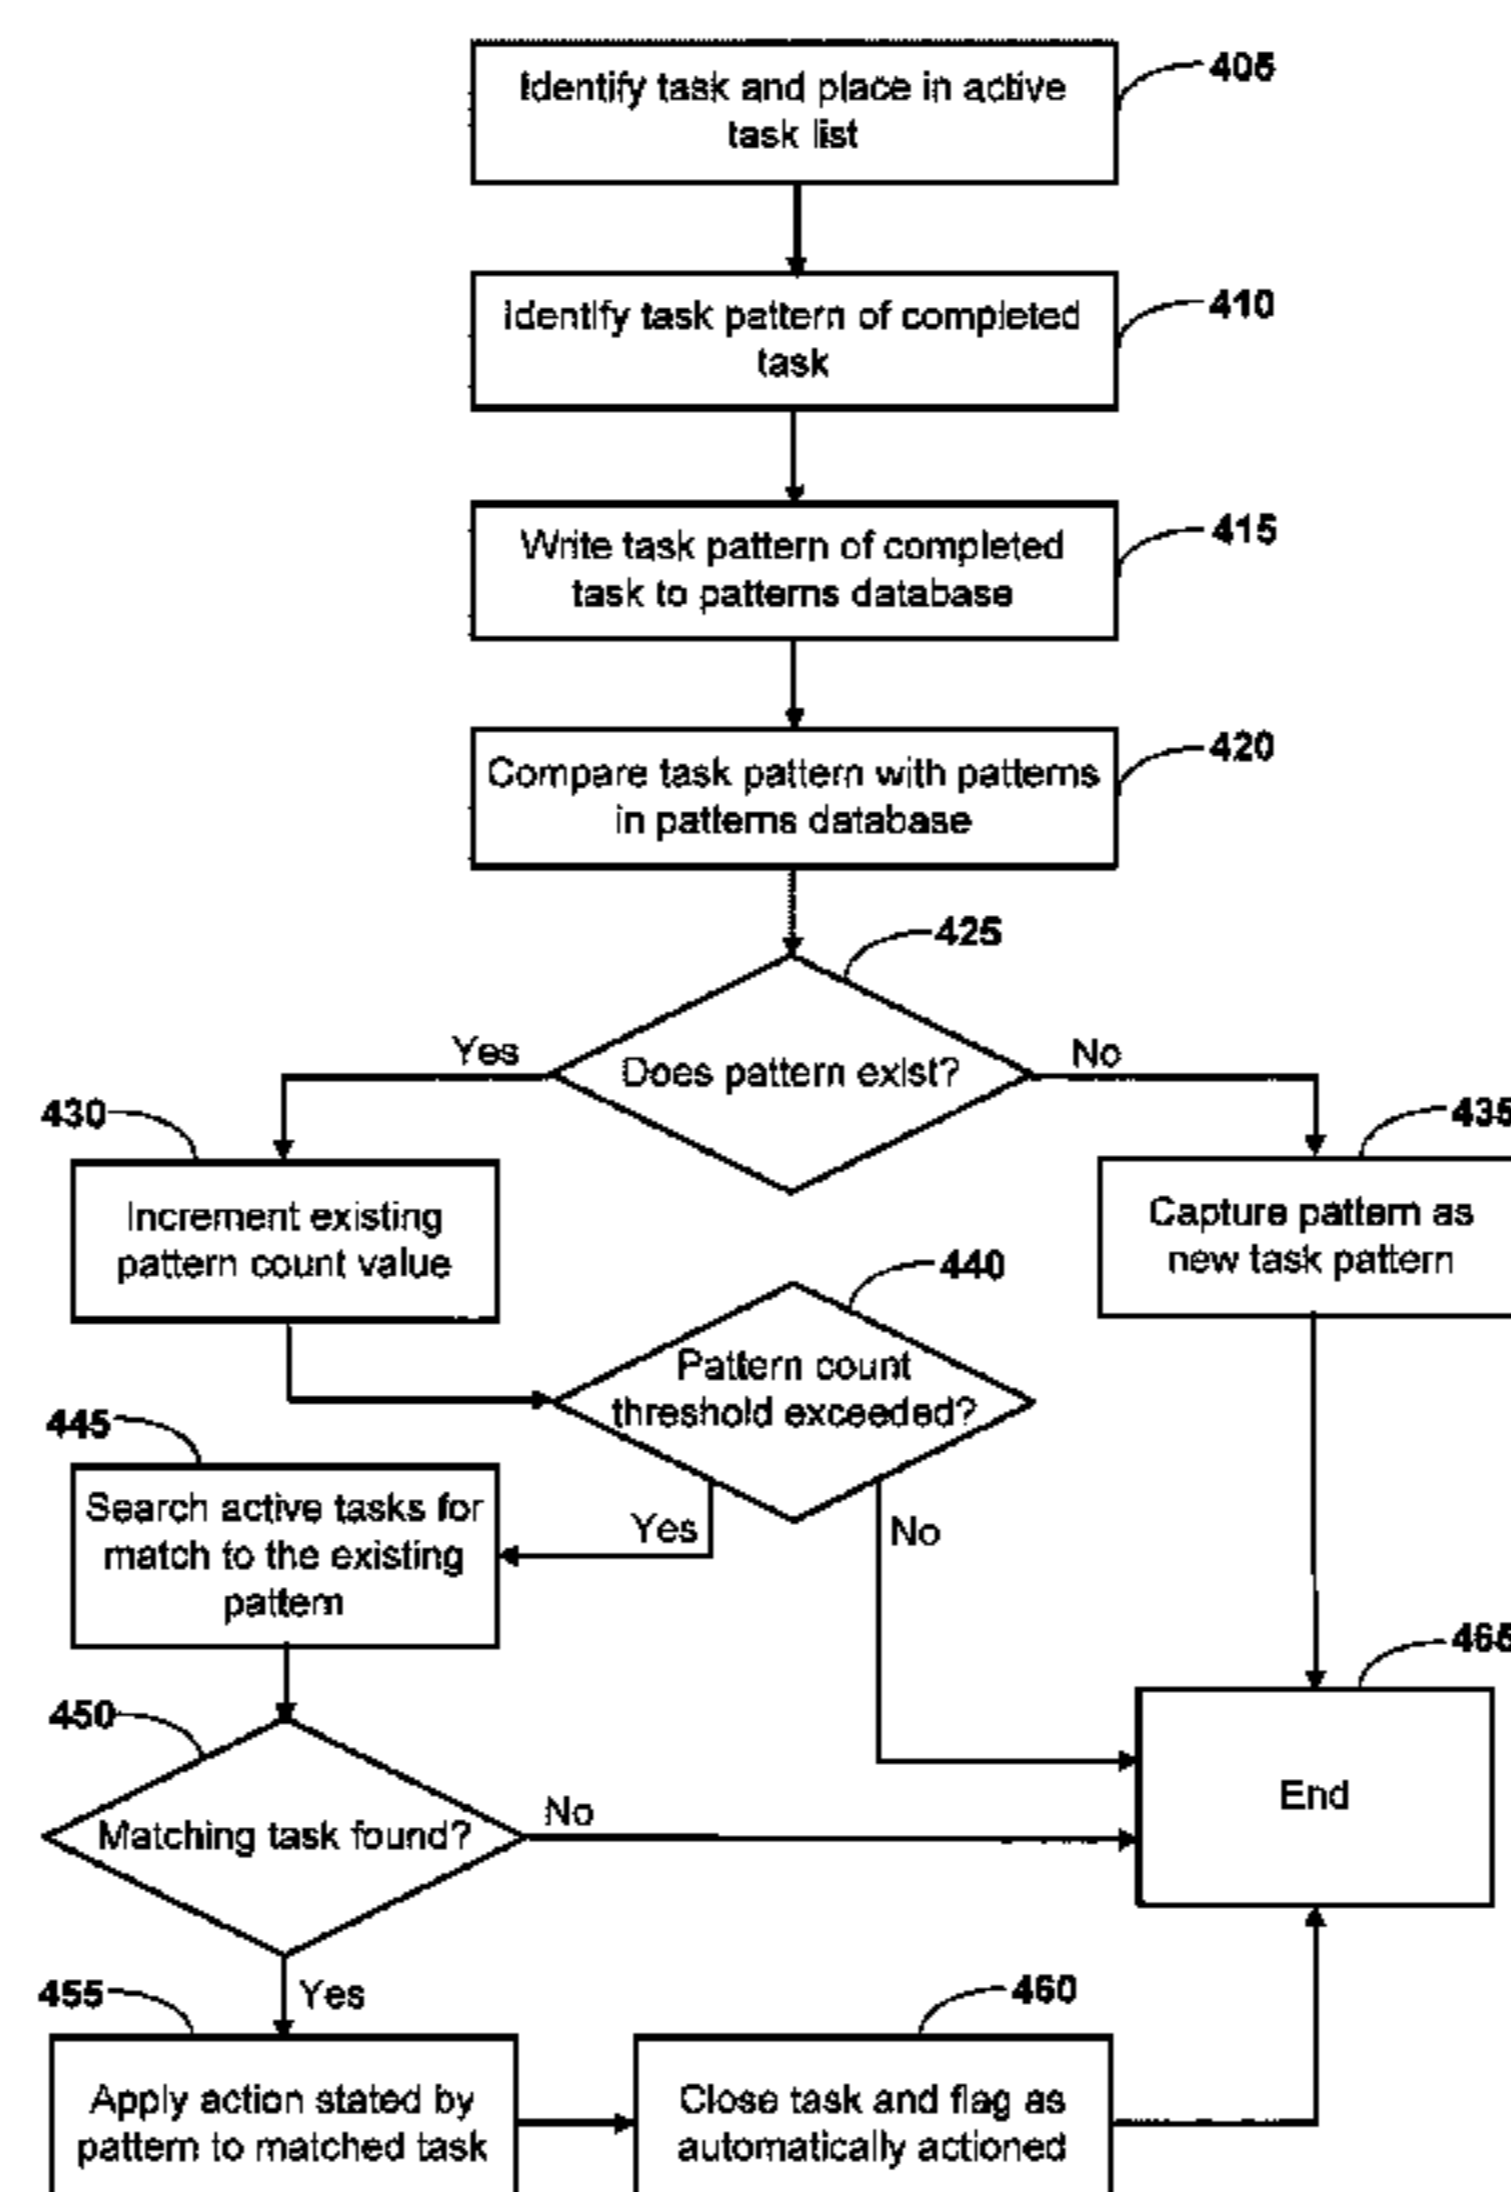 Identify task and place in active
task list
405
Identify task pattern of completed
task
410
Write task pattern of completed
task to patterns database
415
Compare task pattern with patterns
in patterns database
420
425
Does pattern exist?
Yes
No
430
Increment existing
pattern count value
435
Capture pattern as
new task pattern
440
Pattern count
threshold exceeded?
Yes
No
445
Search active tasks for
match to the existing
pattern
450
Matching task found?
No
Yes
465
End
455
Apply action stated by
pattern to matched task
460
Close task and flag as
automatically actioned